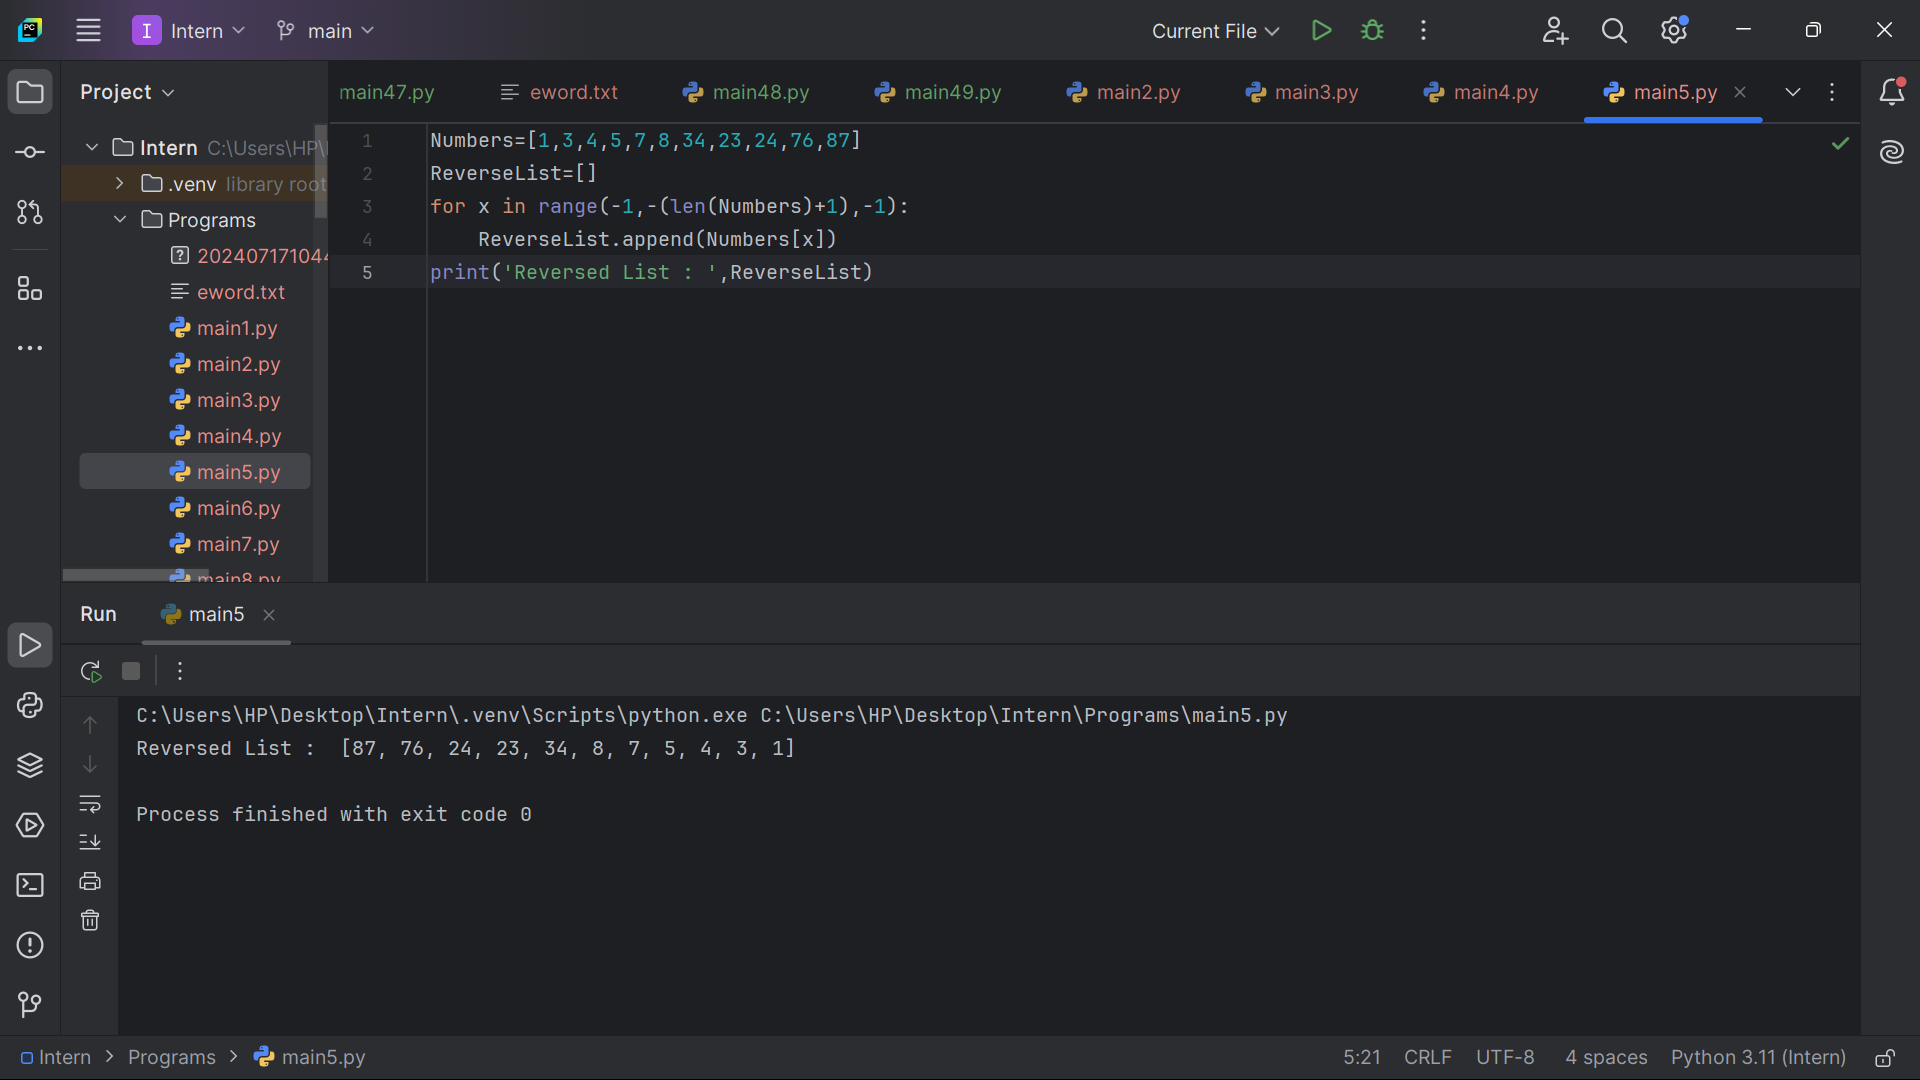 PC
I Intern main
Current File
Project
main47.py eword.txt main48.py main49.py main2.py main3.py main4.py main5.py
Intern C:\Users\HP\
.venv library root
Programs
202407171044
eword.txt
main1.py
main2.py
main3.py
main4.py
main5.py
main6.py
main7.py
main8.py
1 Numbers=[1,3,4,5,7,8,34,23,24,76,87]
2 ReverseList=[]
3 for x in range(-1,-(len(Numbers)+1),-1):
4     ReverseList.append(Numbers[x])
5 print('Reversed List : ',ReverseList)
Run main5
C:\Users\HP\Desktop\Intern\.venv\Scripts\python.exe C:\Users\HP\Desktop\Intern\Programs\main5.py
Reversed List :  [87, 76, 24, 23, 34, 8, 7, 5, 4, 3, 1]
Process finished with exit code 0
Intern > Programs > main5.py
5:21 CRLF UTF-8 4 spaces Python 3.11 (Intern)